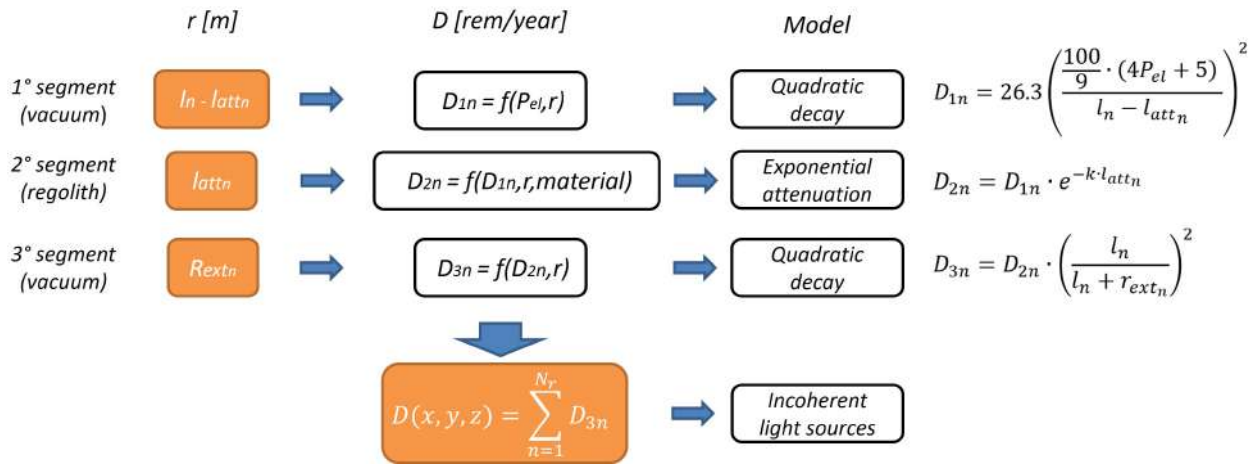 r [m] D [rem/year] Model
1° segment
(vacuum)
lₙ - lₐₜₜₙ
D₁ₙ = f(Pₑₗ,r)
Quadratic
decay
D₁ₙ = 26.3 ( (100/9 · (4Pₑₗ + 5)) / (lₙ − lₐₜₜₙ) )²
2° segment
(regolith)
lₐₜₜₙ
D₂ₙ = f(D₁ₙ,r,material)
Exponential
attenuation
D₂ₙ = D₁ₙ · e^(−k·lₐₜₜₙ)
3° segment
(vacuum)
Rₑₓₜₙ
D₃ₙ = f(D₂ₙ,r)
Quadratic
decay
D₃ₙ = D₂ₙ · ( lₙ / (lₙ + rₑₓₜₙ) )²
D(x, y, z) = ∑_{n=1}^{N_r} D₃ₙ
Incoherent
light sources